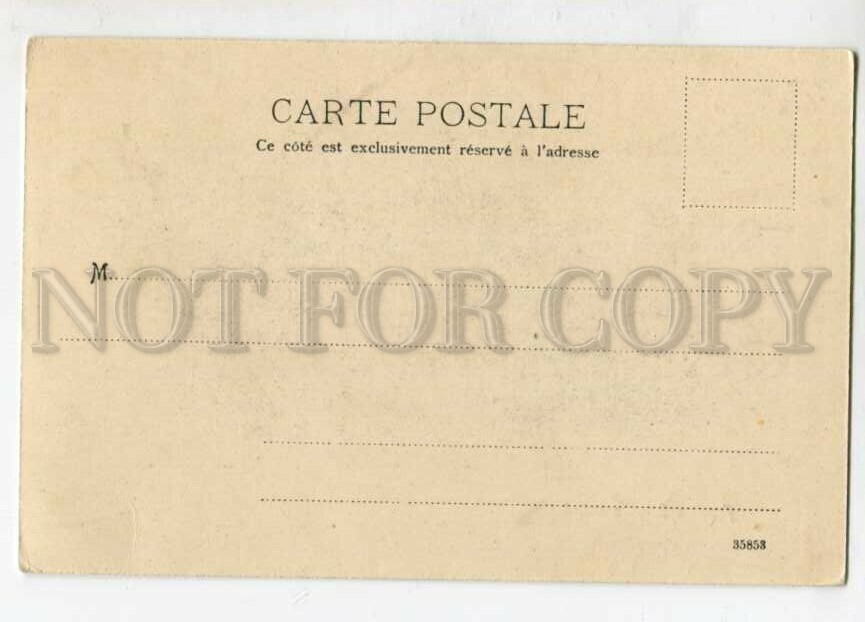 CARTE POSTALE
Ce côté est exclusivement réservé à l'adresse
M
NOT FOR COPY
35853